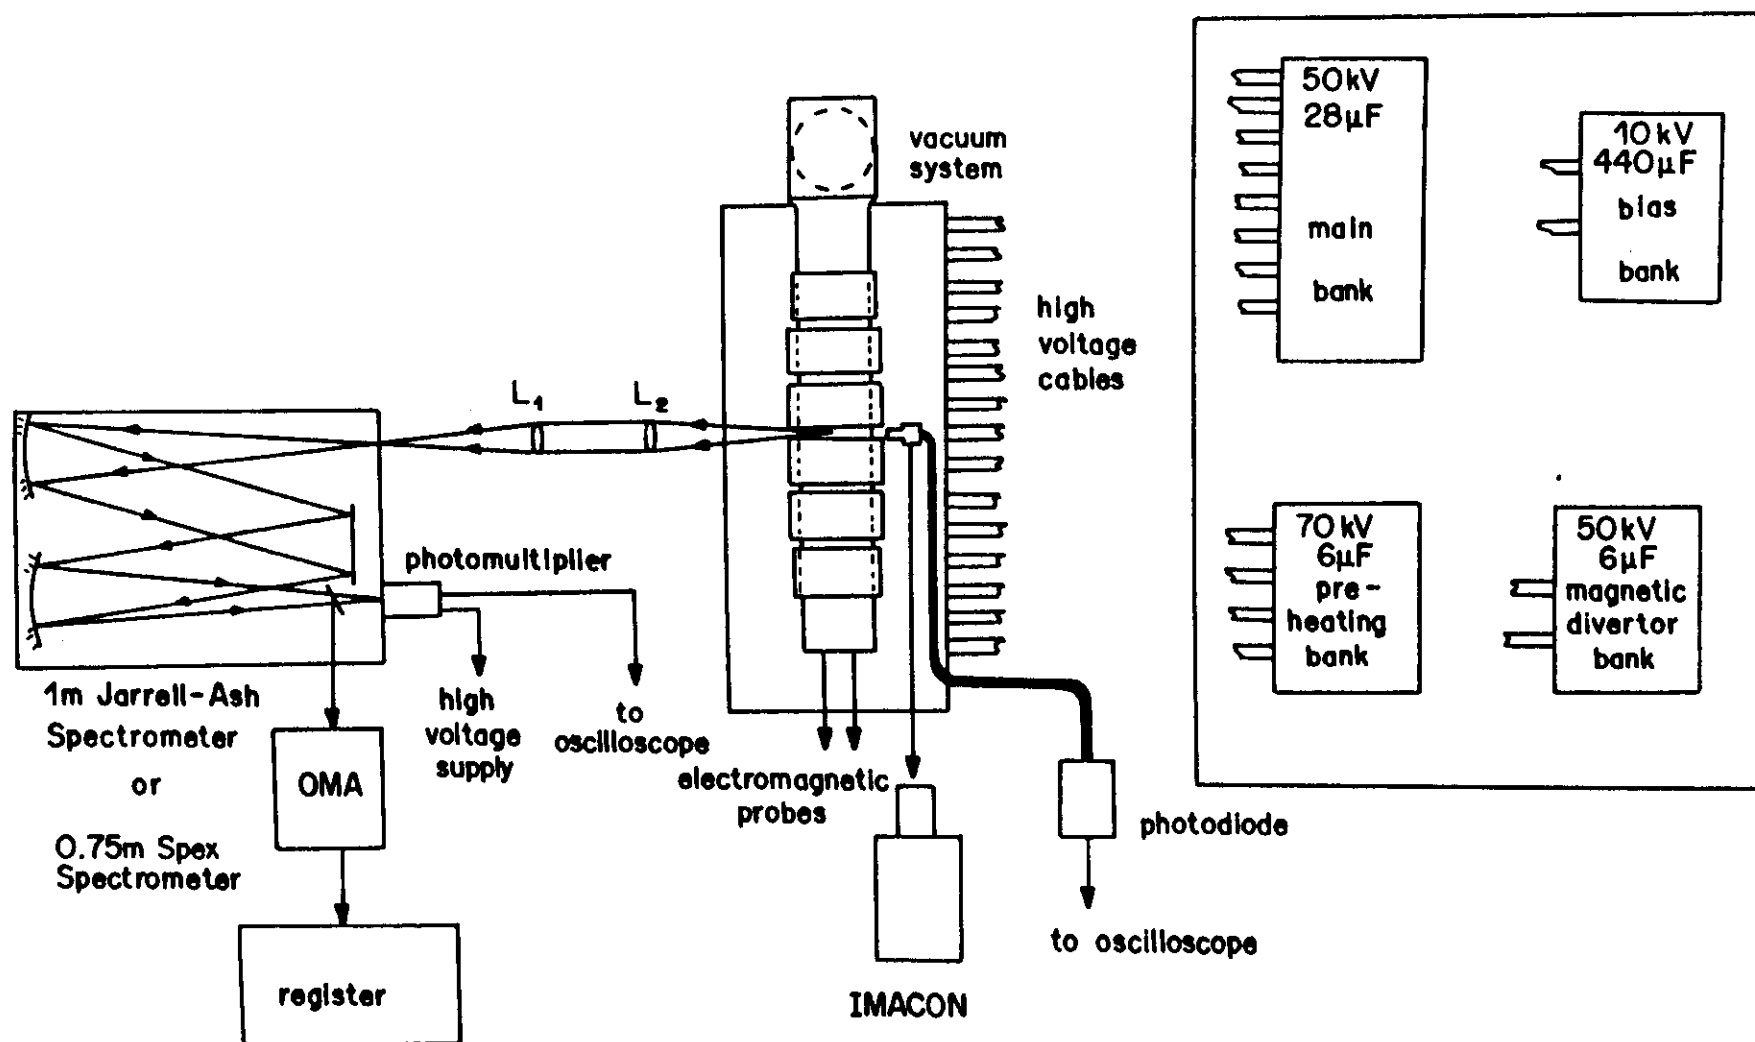 vacuum
system
50kV
28µF
main
bank
10kV
440µF
bias
bank
high
voltage
cables
L1
L2
photomultiplier
70kV
6µF
pre-
heating
bank
50kV
6µF
magnetic
divertor
bank
1m Jarrell-Ash
Spectrometer
or
0.75m Spex
Spectrometer
high
voltage
supply
to
oscilloscope
electromagnetic
probes
OMA
photodiode
to oscilloscope
register
IMACON